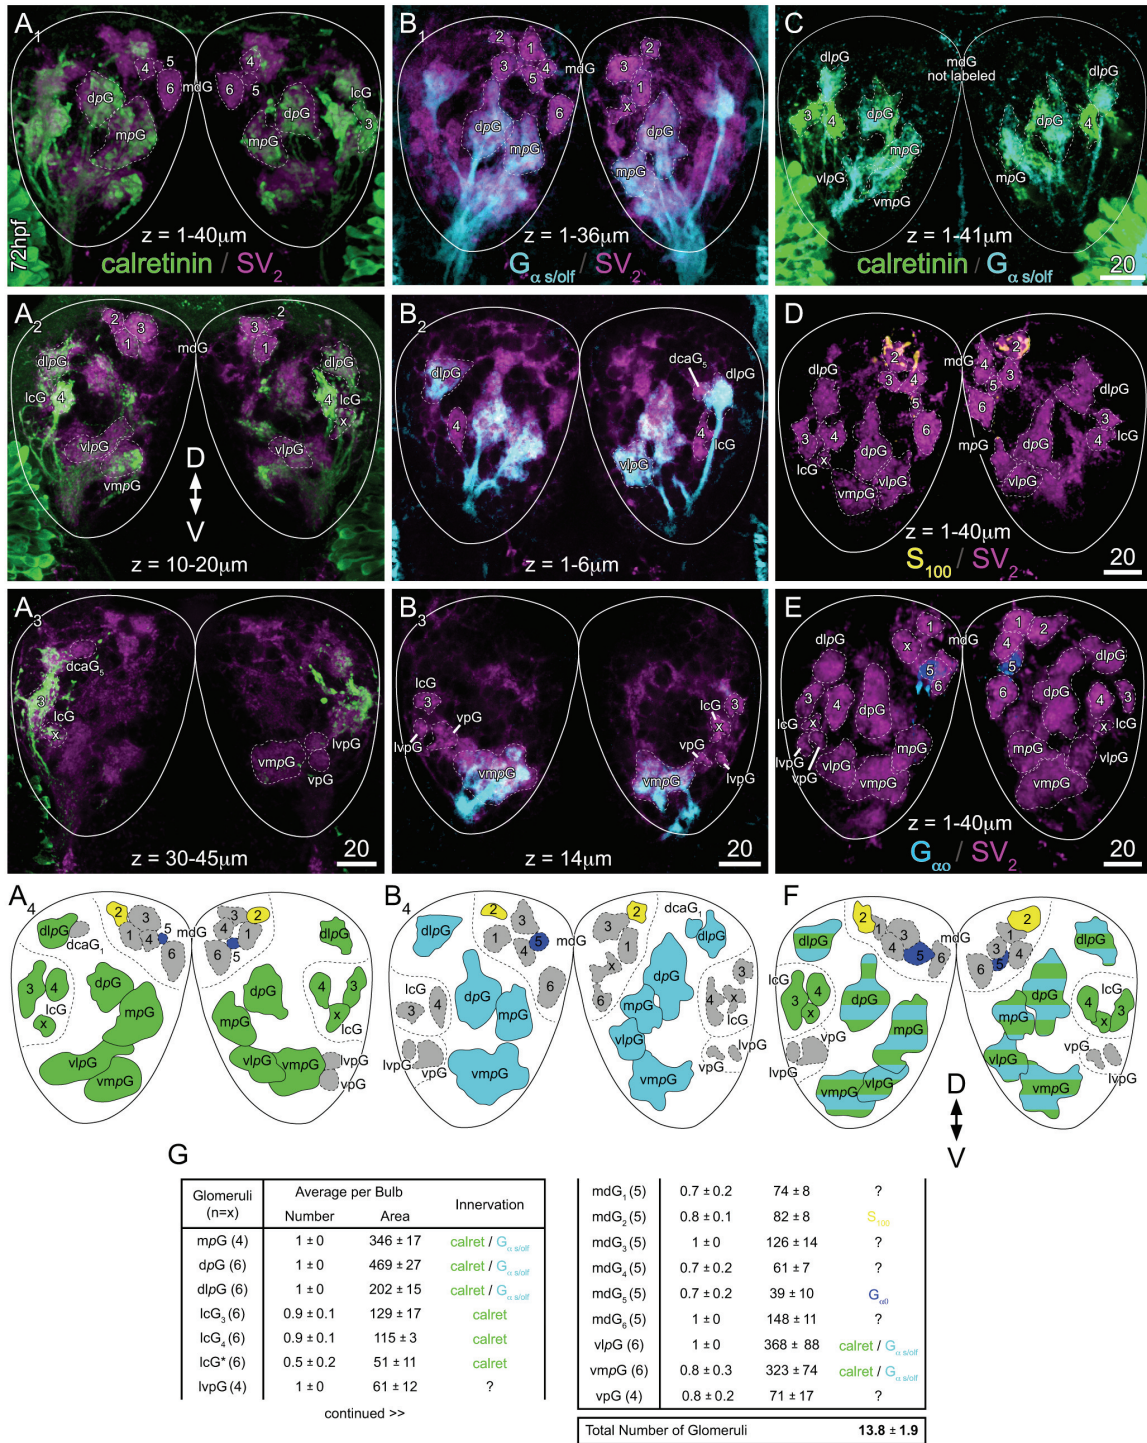 A1
4
5
6
mdG
6
4
5
dpG
mpG
dpG
mpG
lcG
3
72hpf
z = 1-40μm
calretinin / SV2
B1
2
1
3
4
5
6
mdG
2
3
1
x
dpG
mpG
dpG
mpG
z = 1-36μm
Gα s/olf / SV2
C
mdG
not labeled
dlpG
dlpG
3
4
dpG
mpG
vlpG
vmpG
dpG
4
mpG
z = 1-41μm
calretinin / Gα s/olf
20
A2
2
3
1
mdG
3
2
1
dlpG
lcG
4
vlpG
vmpG
dlpG
4
lcG
x
D
V
z = 10-20μm
B2
dlpG
4
dcaG5
dlpG
4
lcG
vlpG
z = 1-6μm
D
2
3
4
5
6
mdG
4
2
3
5
6
dlpG
3
4
lcG
x
dpG
mpG
vmpG
vlpG
dpG
3
4
lcG
vlpG
z = 1-40μm
S100 / SV2
20
A3
dcaG5
3
lcG
x
vmpG
lvpG
vpG
z = 30-45μm
20
B3
lcG
3
vpG
lvpG
vmpG
lcG
3
vpG
lvpG
vmpG
z = 14μm
20
E
1
x
5
6
mdG
1
2
4
5
6
dlpG
dlpG
3
4
lcG
x
lvpG
vpG
dpG
mpG
vlpG
vmpG
dpG
mpG
4
3
lcG
x
vlpG
vmpG
z = 1-40μm
Gαo / SV2
20
A4
dlpG
dcaG1
2
3
1
4
5
6
mdG
3
2
4
1
5
6
dlpG
3
4
lcG
x
dpG
mpG
vlpG
vmpG
mpG
dpG
4
3
x
lcG
vlpG
vmpG
lvpG
vpG
B4
dlpG
2
3
1
4
5
6
mdG
2
3
1
x
6
dcaG1
dlpG
lcG
3
4
dpG
mpG
lvpG
vpG
vmpG
dpG
mpG
vlpG
vmpG
3
4
x
lcG
vpG
lvpG
F
dlpG
2
1
3
4
5
6
mdG
2
1
3
4
5
6
dlpG
lcG
3
4
x
dpG
mpG
vpG
lvpG
vmpG
vlpG
dpG
mpG
vlpG
vmpG
4
3
x
lcG
vpG
lvpG
D
V
G
Glomeruli (n=x) Average per Bulb Innervation
Number Area
mpG (4) 1 ± 0 346 ± 17 calret / Gα s/olf
dpG (6) 1 ± 0 469 ± 27 calret / Gα s/olf
dlpG (6) 1 ± 0 202 ± 15 calret / Gα s/olf
lcG3 (6) 0.9 ± 0.1 129 ± 17 calret
lcG4 (6) 0.9 ± 0.1 115 ± 3 calret
lcG* (6) 0.5 ± 0.2 51 ± 11 calret
lvpG (4) 1 ± 0 61 ± 12 ?
continued >>
mdG1 (5) 0.7 ± 0.2 74 ± 8 ?
mdG2 (5) 0.8 ± 0.1 82 ± 8 S100
mdG3 (5) 1 ± 0 126 ± 14 ?
mdG4 (5) 0.7 ± 0.2 61 ± 7 ?
mdG5 (5) 0.7 ± 0.2 39 ± 10 Gα0
mdG6 (5) 1 ± 0 148 ± 11 ?
vlpG (6) 1 ± 0 368 ± 88 calret / Gα s/olf
vmpG (6) 0.8 ± 0.3 323 ± 74 calret / Gα s/olf
vpG (4) 0.8 ± 0.2 71 ± 17 ?
Total Number of Glomeruli 13.8 ± 1.9